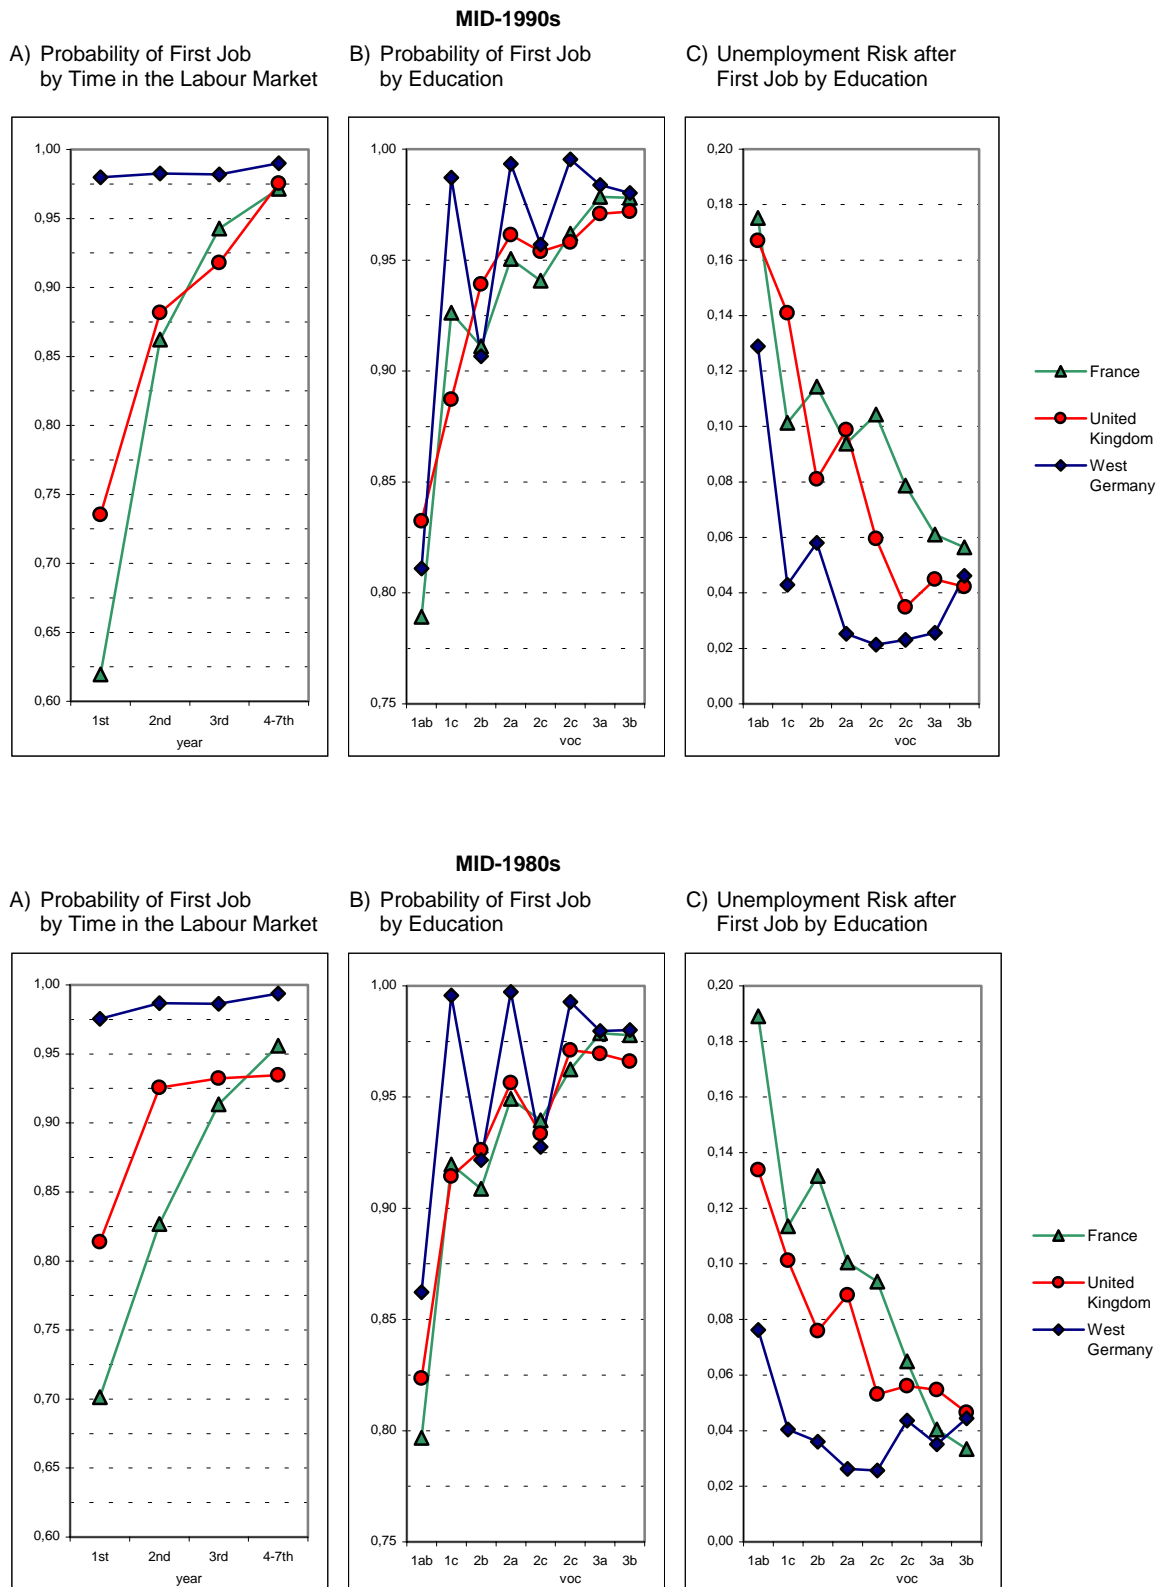 MID-1990s
A) Probability of First Job
by Time in the Labour Market
B) Probability of First Job
by Education
C) Unemployment Risk after
First Job by Education
1,00
0,95
0,90
0,85
0,80
0,75
0,70
0,65
0,60
1st 2nd 3rd 4-7th
year
1,00
0,95
0,90
0,85
0,80
0,75
1ab 1c 2b 2a 2c 2c 3a 3b
voc
0,20
0,18
0,16
0,14
0,12
0,10
0,08
0,06
0,04
0,02
0,00
1ab 1c 2b 2a 2c 2c 3a 3b
voc
France
United
Kingdom
West
Germany
MID-1980s
A) Probability of First Job
by Time in the Labour Market
B) Probability of First Job
by Education
C) Unemployment Risk after
First Job by Education
1,00
0,95
0,90
0,85
0,80
0,75
0,70
0,65
0,60
1st 2nd 3rd 4-7th
year
1,00
0,95
0,90
0,85
0,80
0,75
1ab 1c 2b 2a 2c 2c 3a 3b
voc
0,20
0,18
0,16
0,14
0,12
0,10
0,08
0,06
0,04
0,02
0,00
1ab 1c 2b 2a 2c 2c 3a 3b
voc
France
United
Kingdom
West
Germany